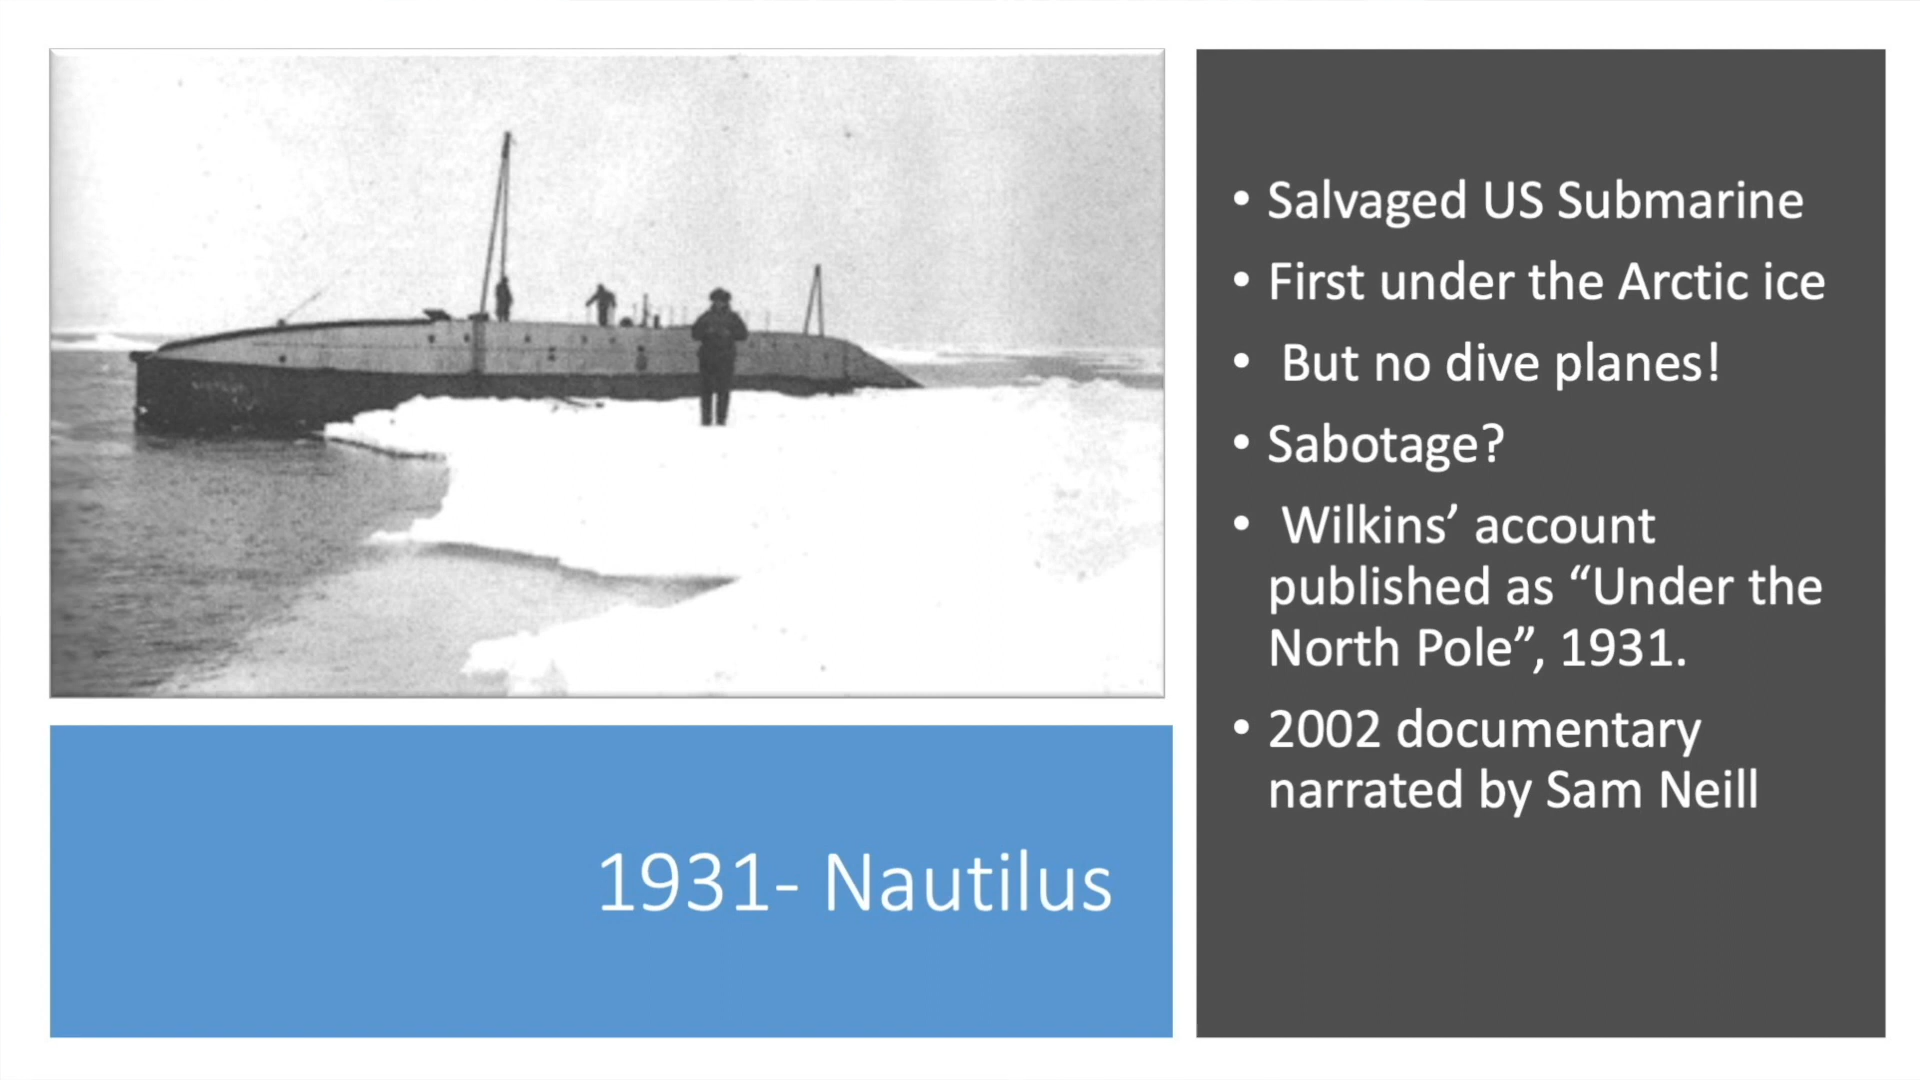 • Salvaged US Submarine
• First under the Arctic ice
• But no dive planes!
• Sabotage?
• Wilkins’ account
published as “Under the
North Pole”, 1931.
• 2002 documentary
narrated by Sam Neill
1931- Nautilus